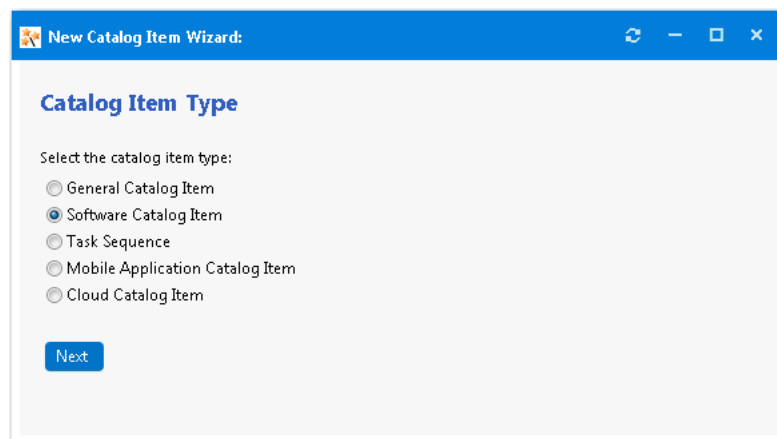 New Catalog Item Wizard:
Catalog Item Type
Select the catalog item type:
General Catalog Item
Software Catalog Item
Task Sequence
Mobile Application Catalog Item
Cloud Catalog Item
Next